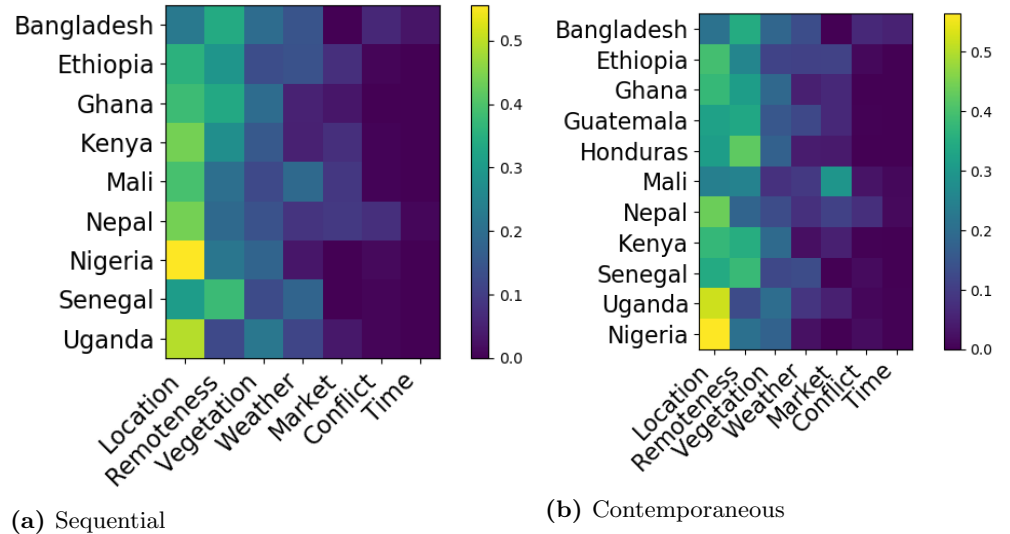 Bangladesh
Ethiopia
Ghana
Kenya
Mali
Nepal
Nigeria
Senegal
Uganda
Location
Remoteness
Vegetation
Weather
Market
Conflict
Time
0.5
0.4
0.3
0.2
0.1
0.0
(a) Sequential
Bangladesh
Ethiopia
Ghana
Guatemala
Honduras
Mali
Nepal
Kenya
Senegal
Uganda
Nigeria
Location
Remoteness
Vegetation
Weather
Market
Conflict
Time
0.5
0.4
0.3
0.2
0.1
0.0
(b) Contemporaneous